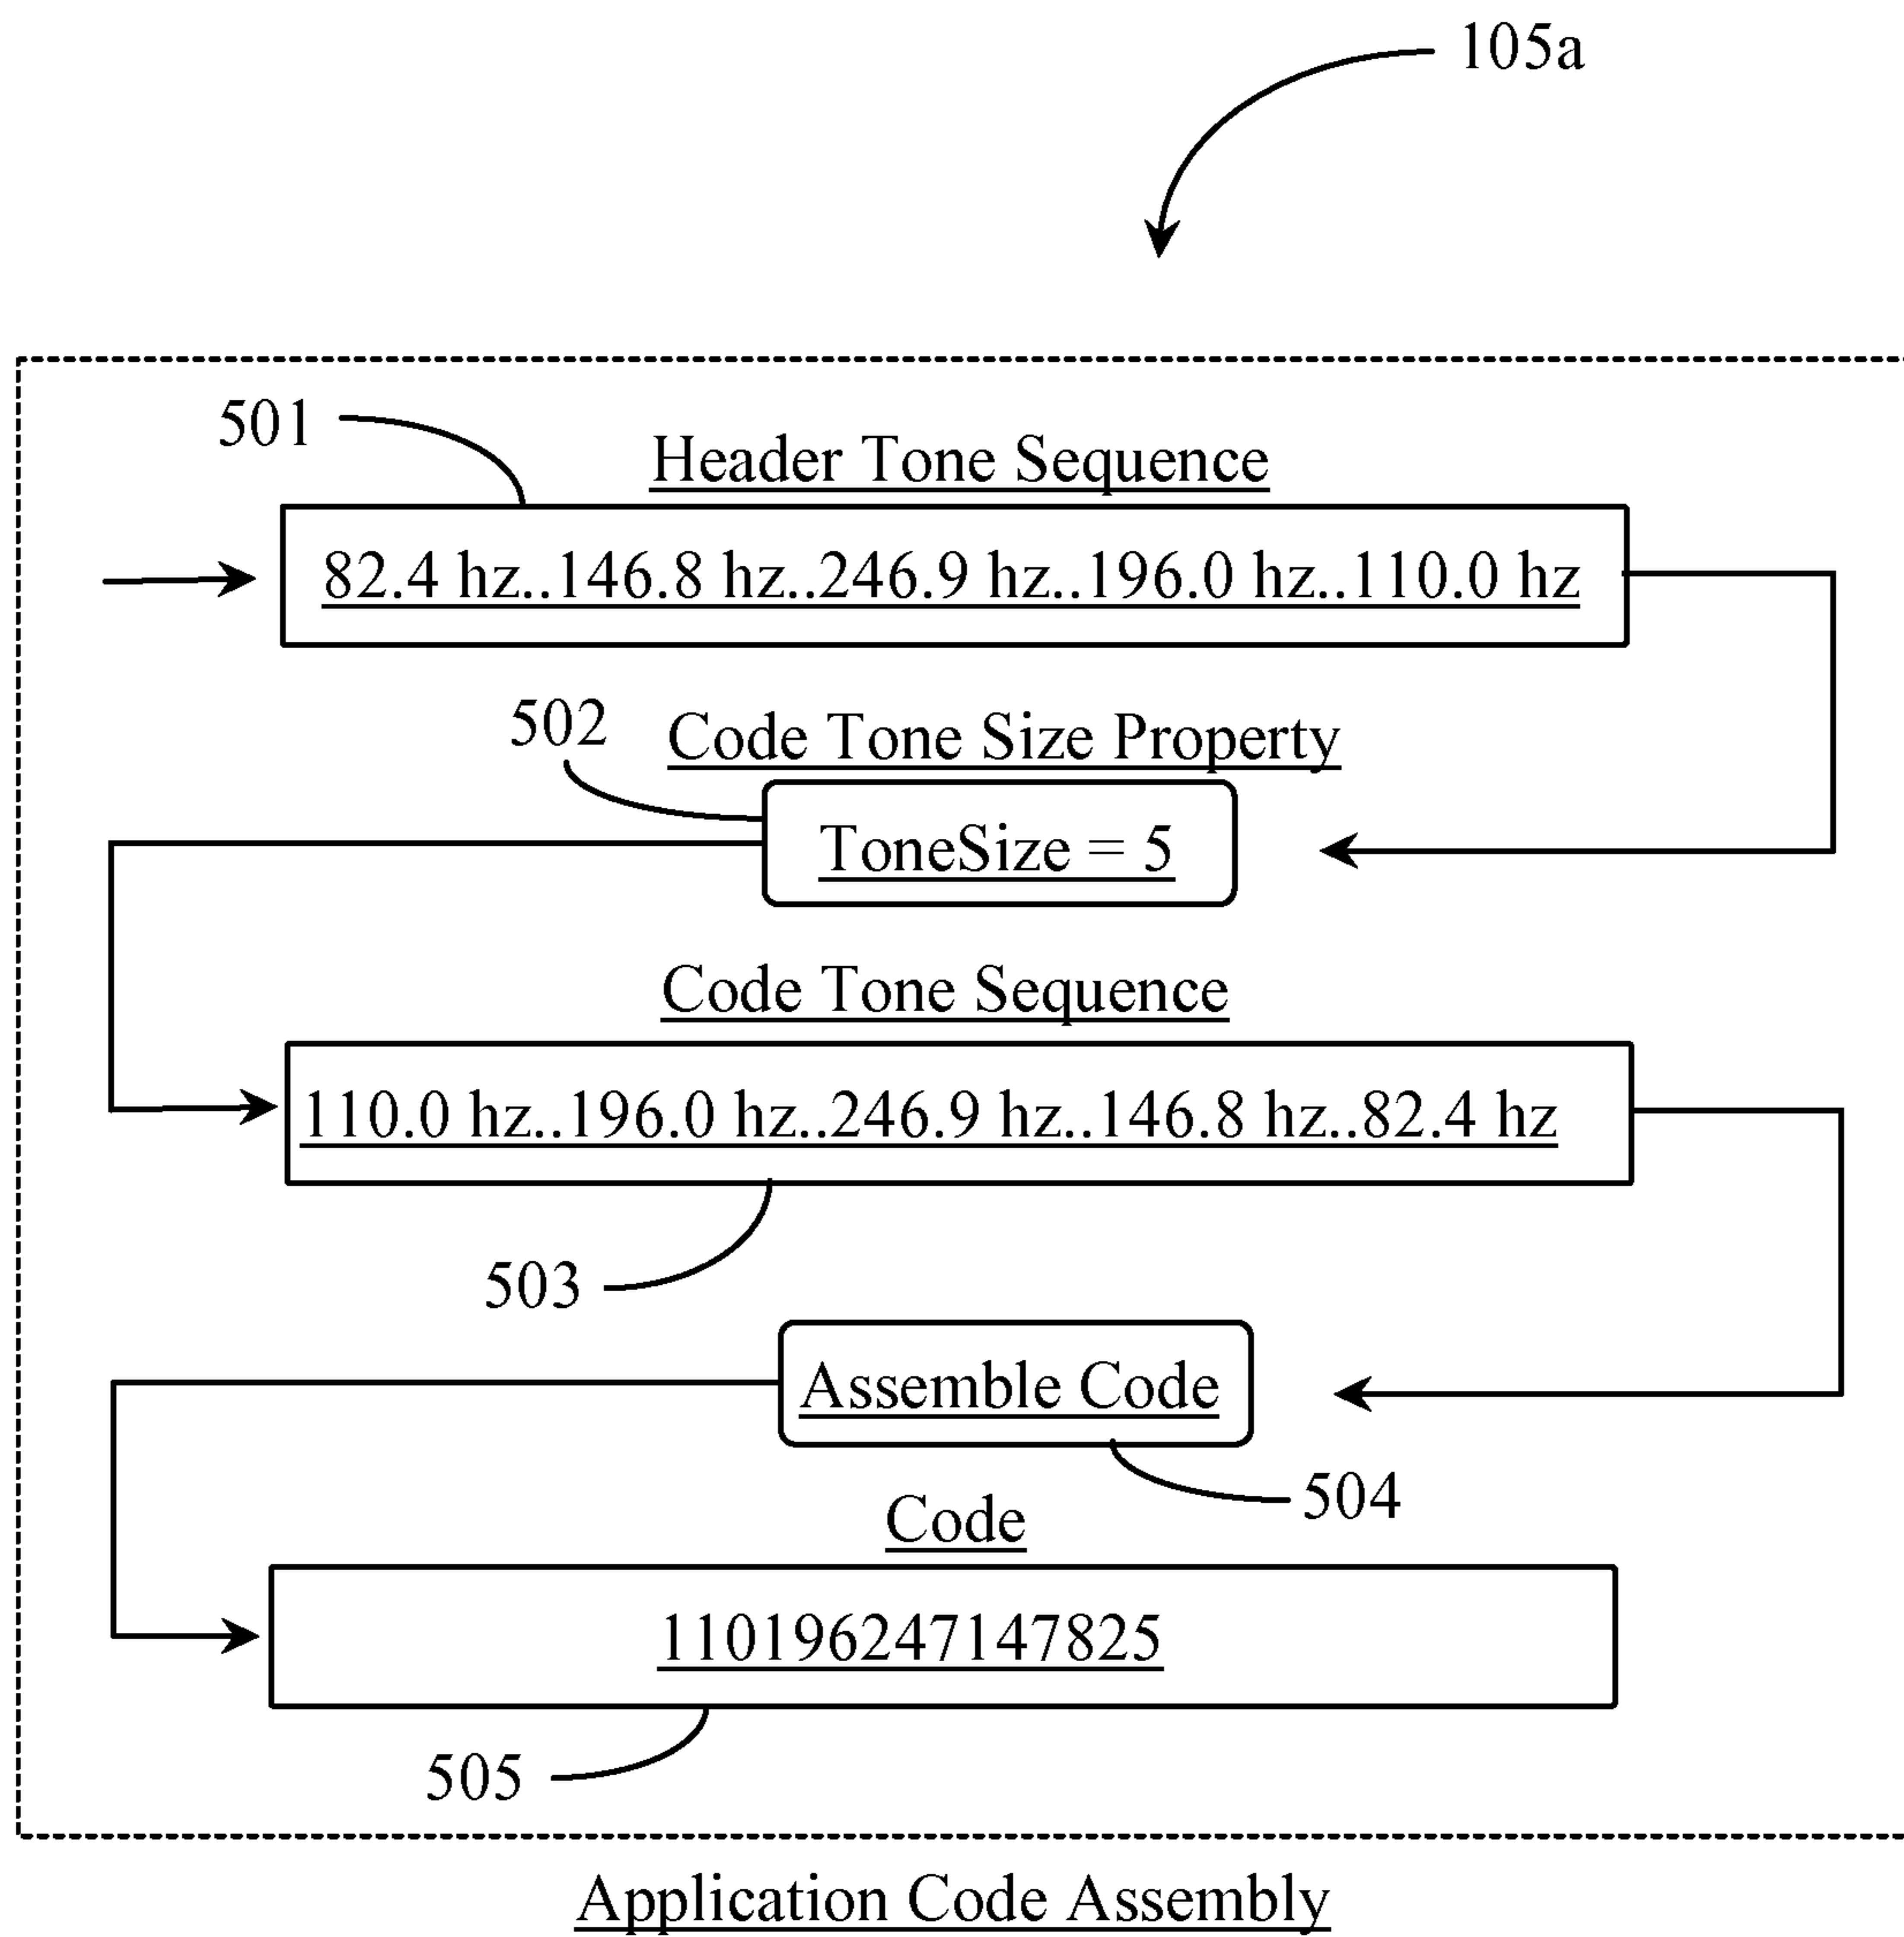 105a
501
Header Tone Sequence
82.4 hz..146.8 hz..246.9 hz..196.0 hz..110.0 hz
502
Code Tone Size Property
ToneSize = 5
Code Tone Sequence
110.0 hz..196.0 hz..246.9 hz..146.8 hz..82.4 hz
503
Assemble Code
504
Code
110196247147825
505
Application Code Assembly